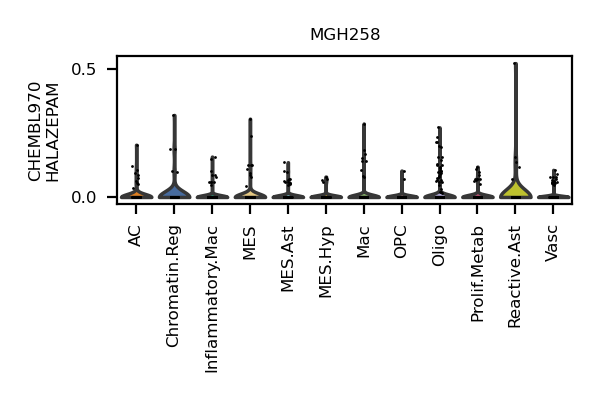 MGH258
CHEMBL970
HALAZEPAM
0.5
0.0
AC
Chromatin.Reg
Inflammatory.Mac
MES
MES.Ast
MES.Hyp
Mac
OPC
Oligo
Prolif.Metab
Reactive.Ast
Vasc